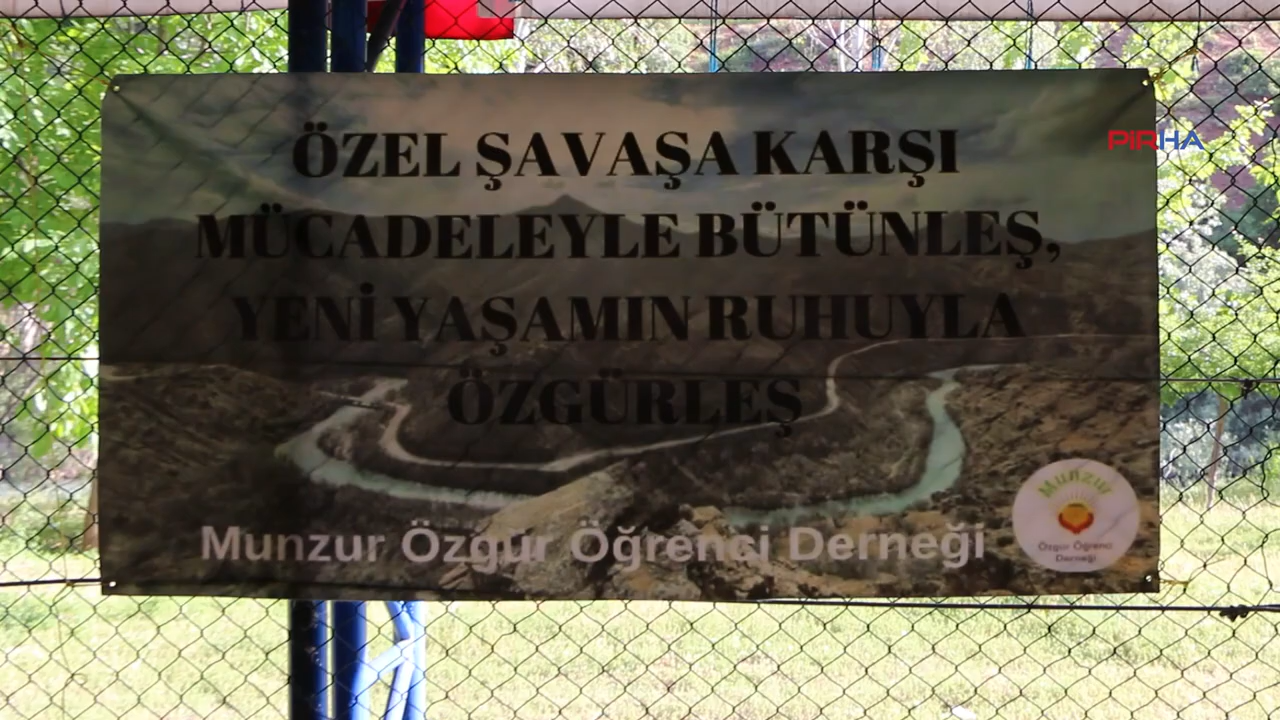 ÖZEL ŞAVAŞA KARŞI
MÜCADELEYLE BÜTÜNLEŞ,
YENİ YAŞAMIN RUHUYLA
ÖZGÜRLEŞ
Munzur Özgür Öğrenci Derneği
Munzur
Özgür Öğrenci
Derneği
PIRHA